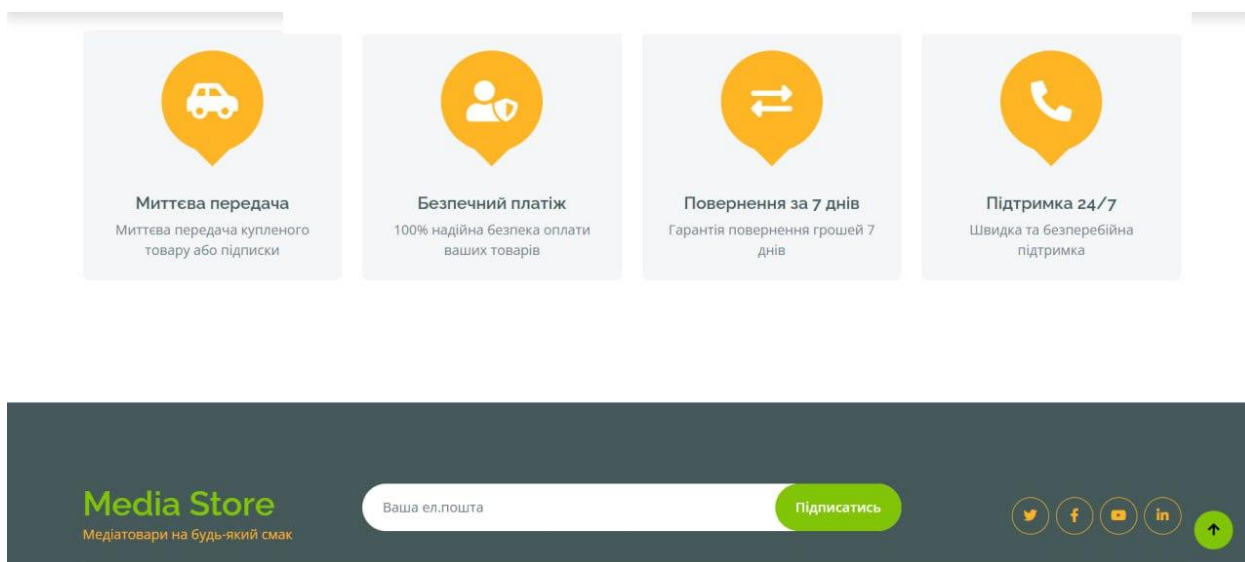 Миттєва передача
Миттєва передача купленого
товару або підписки
Безпечний платіж
100% надійна безпека оплати
ваших товарів
Повернення за 7 днів
Гарантія повернення грошей 7
днів
Підтримка 24/7
Швидка та безперебійна
підтримка
Media Store
Медіатовари на будь-який смак
Ваша ел.пошта
Підписатись